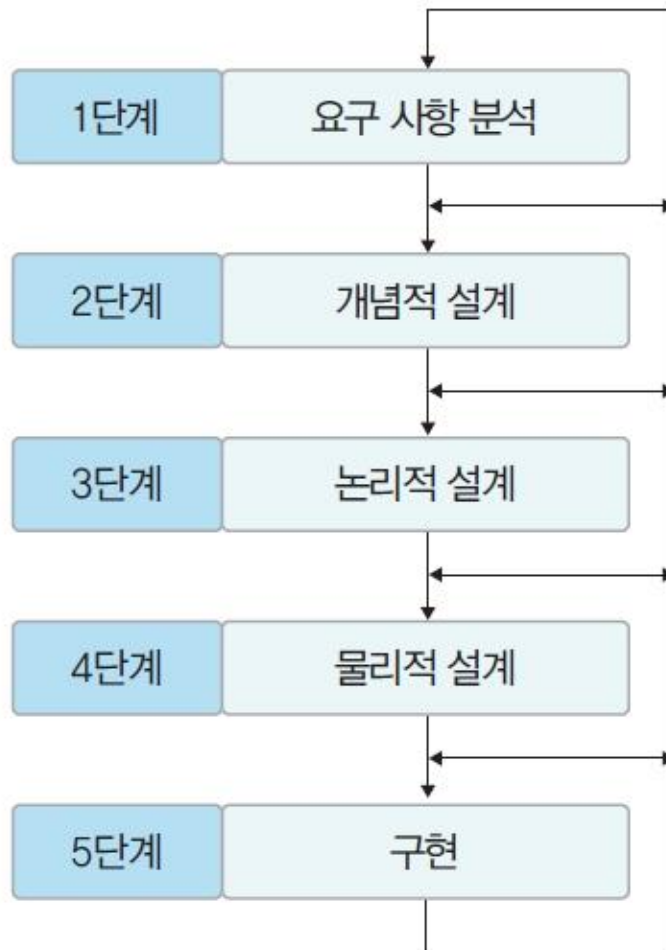 1단계 요구 사항 분석
2단계 개념적 설계
3단계 논리적 설계
4단계 물리적 설계
5단계 구현